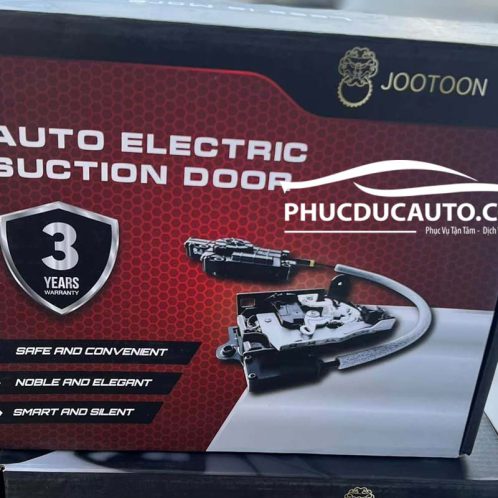 JOOTOON
AUTO ELECTRIC
SUCTION DOOR
PHUCDUCAUTO.C
Phục Vụ Tận Tâm - Dịch
3
YEARS
WARRANTY
SAFE AND CONVENIENT
NOBLE AND ELEGANT
SMART AND SILENT
JOOTOON